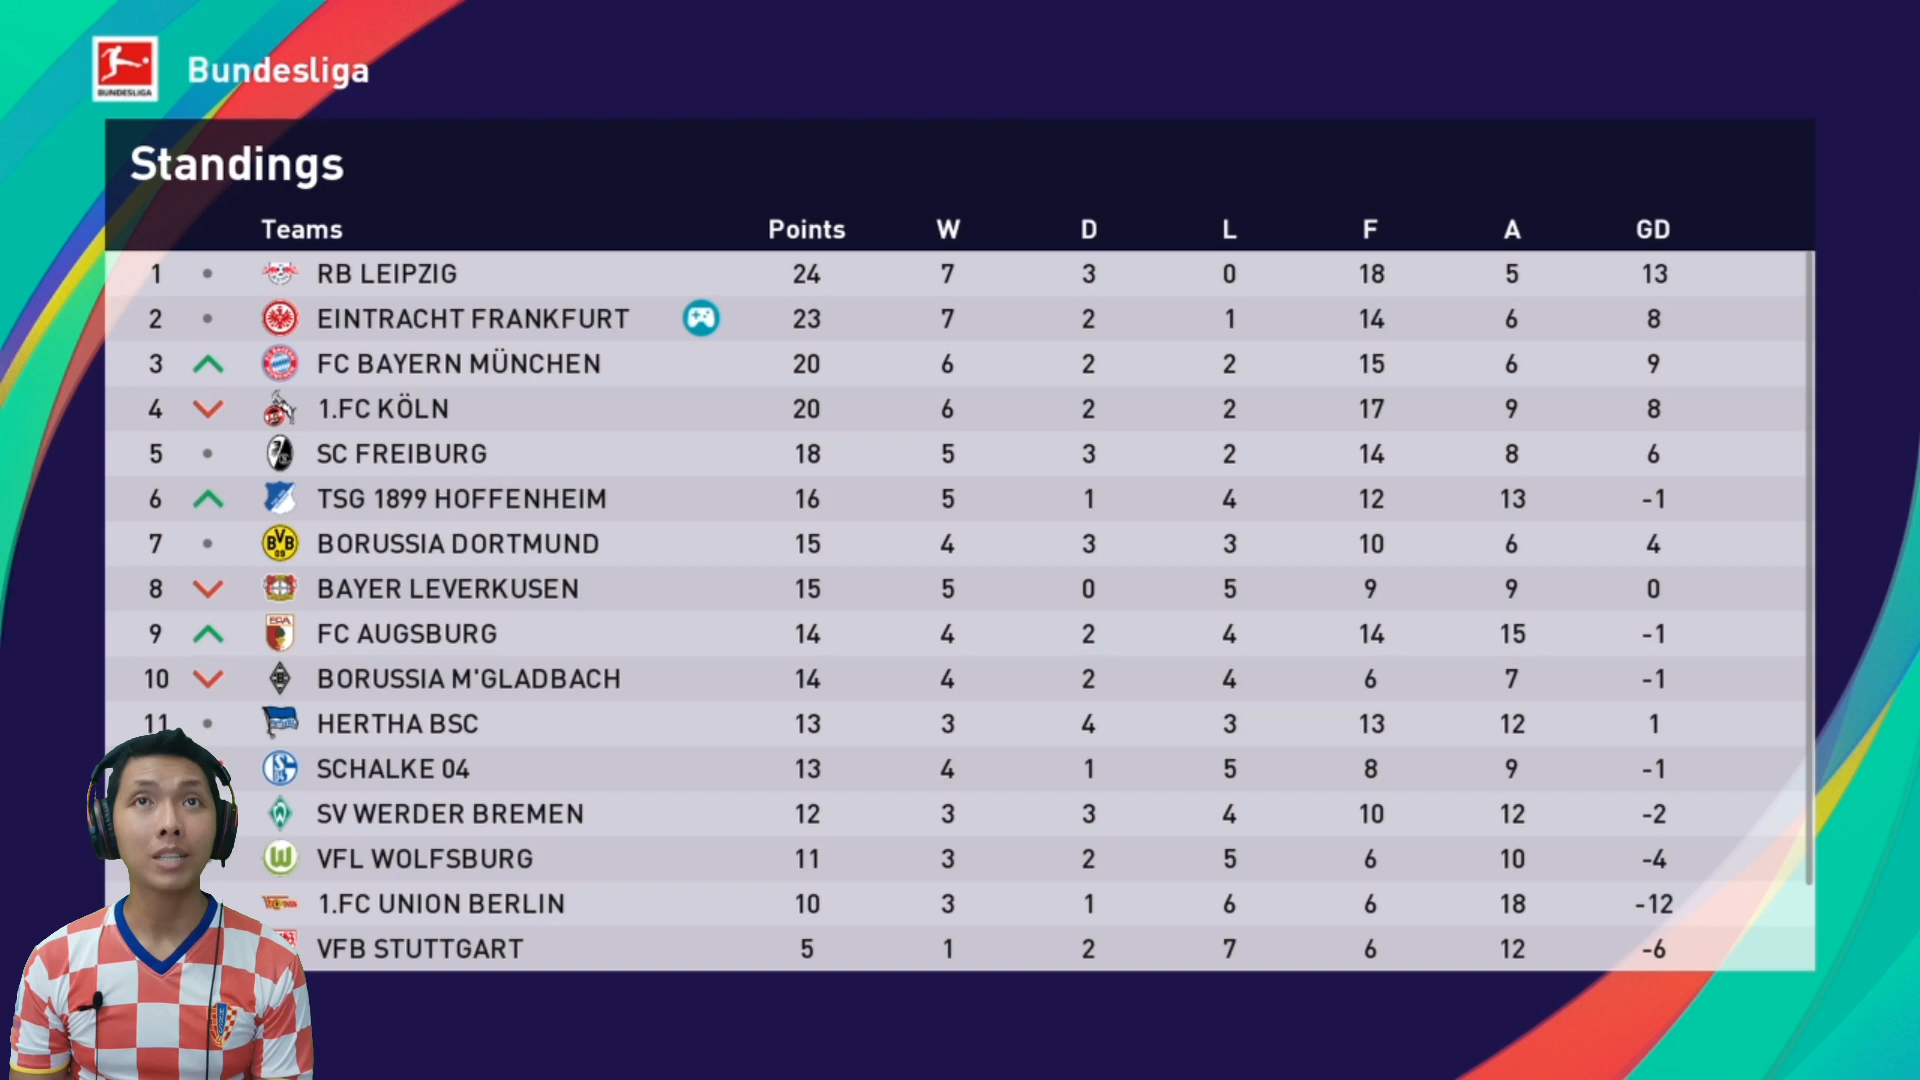 BUNDESLIGA
Bundesliga
Standings
Teams Points W D L F A GD
1 RB LEIPZIG 24 7 3 0 18 5 13
2 EINTRACHT FRANKFURT 23 7 2 1 14 6 8
3 FC BAYERN MÜNCHEN 20 6 2 2 15 6 9
4 1.FC KÖLN 20 6 2 2 17 9 8
5 SC FREIBURG 18 5 3 2 14 8 6
6 TSG 1899 HOFFENHEIM 16 5 1 4 12 13 -1
7 BVB 09 BORUSSIA DORTMUND 15 4 3 3 10 6 4
8 BAYER LEVERKUSEN 15 5 0 5 9 9 0
9 FC AUGSBURG 14 4 2 4 14 15 -1
10 BORUSSIA M'GLADBACH 14 4 2 4 6 7 -1
11 HERTHA BSC 13 3 4 3 13 12 1
SCHALKE 04 13 4 1 5 8 9 -1
W SV WERDER BREMEN 12 3 3 4 10 12 -2
W VFL WOLFSBURG 11 3 2 5 6 10 -4
1.FC UNION BERLIN 10 3 1 6 6 18 -12
VFB STUTTGART 5 1 2 7 6 12 -6